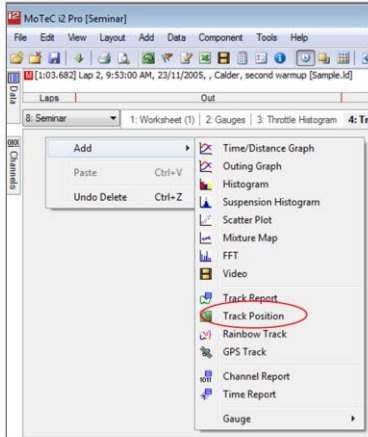 MoTeC i2 Pro [Seminar]
File Edit View Layout Add Data Component Tools Help
[1:03.682] Lap 2, 9:53:00 AM, 23/11/2005, , Calder, second warmup [Sample.ld]
Data
Laps Out
8: Seminar 1: Worksheet (1) 2: Gauges 3: Throttle Histogram 4: Tr
Channels
Add
Paste Ctrl+V
Undo Delete Ctrl+Z
Time/Distance Graph
Outing Graph
Histogram
Suspension Histogram
Scatter Plot
Mixture Map
FFT
Video
Track Report
Track Position
Rainbow Track
GPS Track
Channel Report
Time Report
Gauge